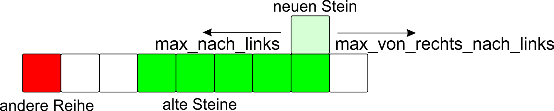 neuen Stein
max_nach_links
max_von_rechts_nach_links
andere Reihe
alte Steine